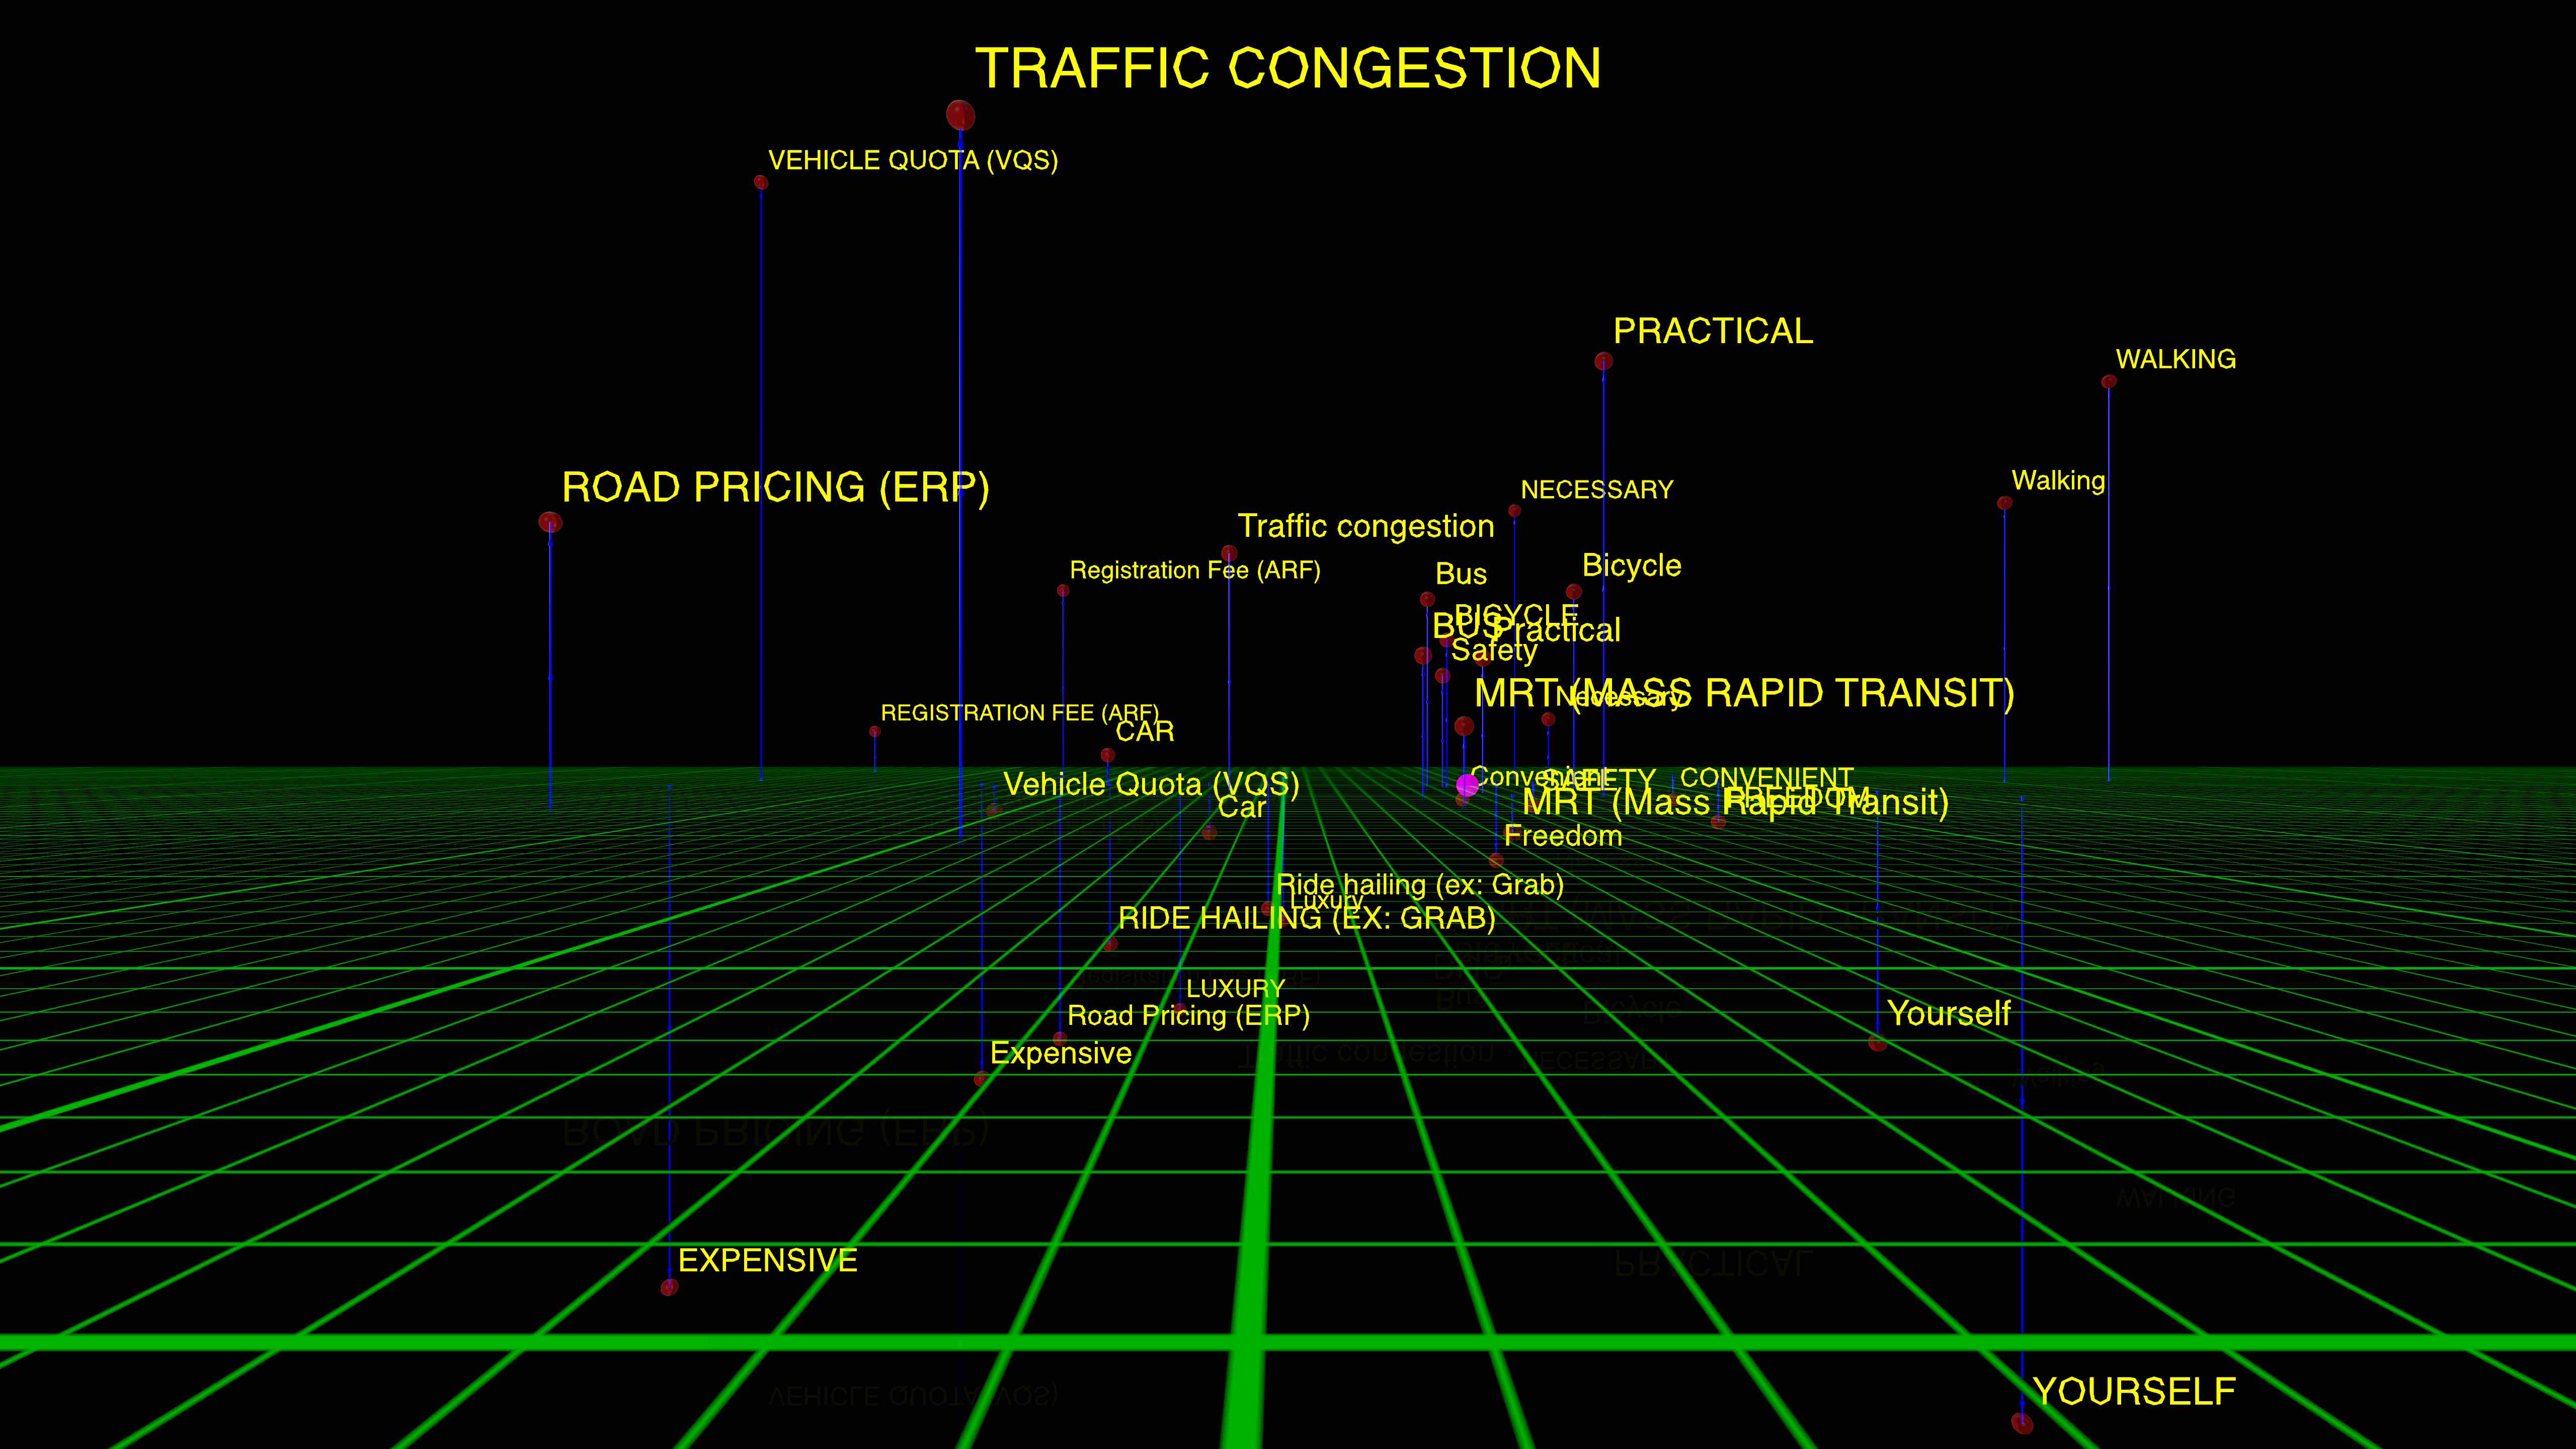 TRAFFIC CONGESTION
VEHICLE QUOTA (VQS)
PRACTICAL
WALKING
Walking
ROAD PRICING (ERP)
NECESSARY
Traffic congestion
Registration Fee (ARF)
Bicycle
Bus
BICYCLE
BUS
Practical
Safety
MRT (MASS RAPID TRANSIT)
Necessary
REGISTRATION FEE (ARF)
CAR
Convenient
SAFETY
CONVENIENT
Vehicle Quota (VQS)
FREEDOM
MRT (Mass Rapid Transit)
Car
Freedom
Ride hailing (ex: Grab)
Luxury
RIDE HAILING (EX: GRAB)
LUXURY
Road Pricing (ERP)
Yourself
Expensive
EXPENSIVE
YOURSELF